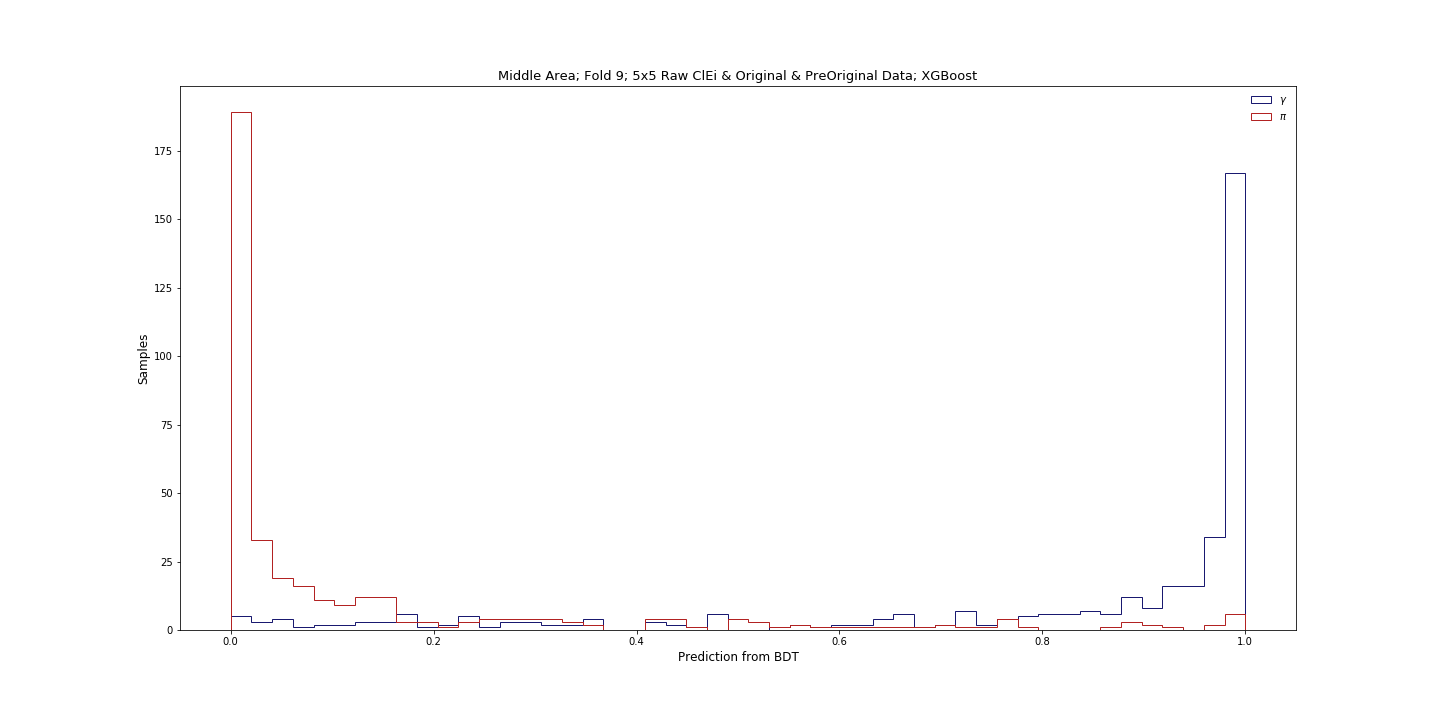 Middle Area; Fold 9; 5x5 Raw ClEi & Original & PreOriginal Data; XGBoost
γ
π
175
150
125
100
75
50
25
0
Samples
0.0 0.2 0.4 0.6 0.8 1.0
Prediction from BDT